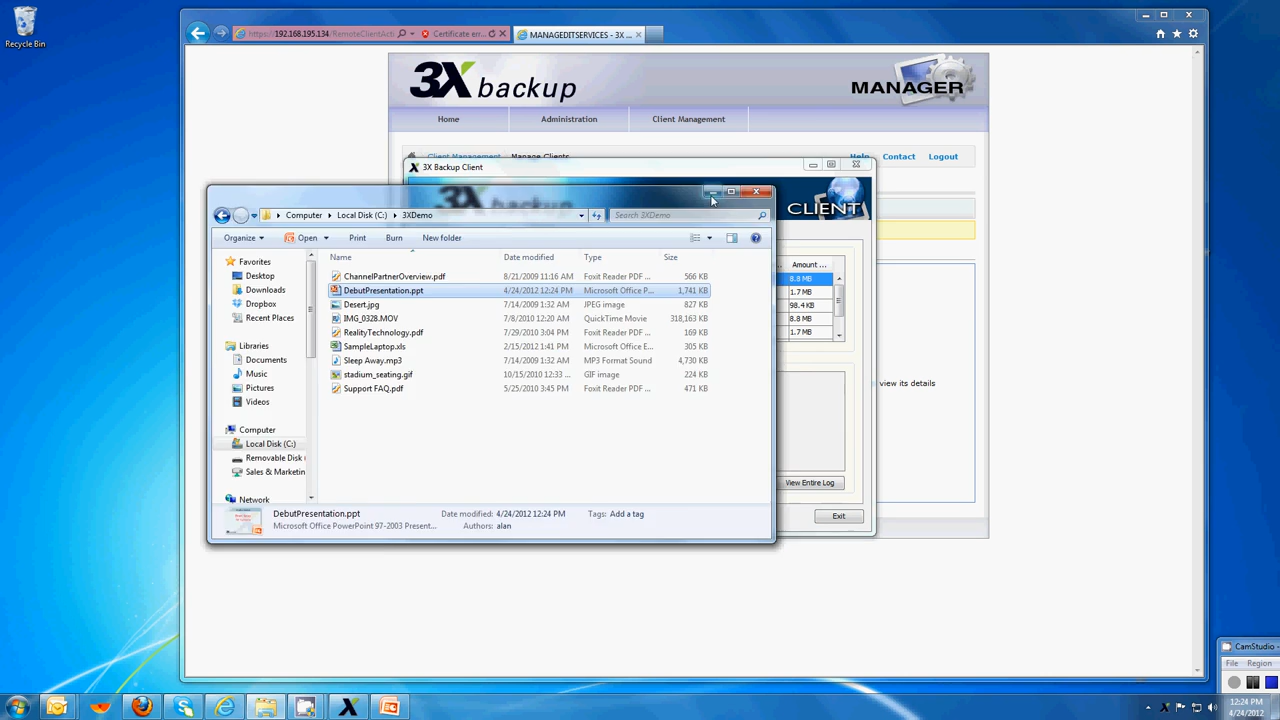 Recycle Bin
https://192.168.195.134/RemoteClientActi
Certificate err...
MANAGEDITSERVICES - 3X ...
3X backup
MANAGER
Home
Administration
Client Management
Client Management
Manage Clients
Help
Contact
Logout
3X Backup Client
CLIENT
Computer
Local Disk (C:)
3XDemo
Search 3XDemo
Organize
Open
Print
Burn
New folder
Name
Date modified
Type
Size
Favorites
Desktop
Downloads
Dropbox
Recent Places
Libraries
Documents
Music
Pictures
Videos
Computer
Local Disk (C:)
Removable Disk
Sales & Marketin
Network
ChannelPartnerOverview.pdf 8/21/2009 11:16 AM Foxit Reader PDF ... 566 KB
DebutPresentation.ppt 4/24/2012 12:24 PM Microsoft Office P... 1,741 KB
Desert.jpg 7/14/2009 1:32 AM JPEG image 827 KB
IMG_0328.MOV 7/8/2010 12:20 AM QuickTime Movie 318,163 KB
RealityTechnology.pdf 7/29/2010 3:04 PM Foxit Reader PDF ... 169 KB
SampleLaptop.xls 2/15/2012 1:41 PM Microsoft Office E... 305 KB
Sleep Away.mp3 7/14/2009 1:32 AM MP3 Format Sound 4,730 KB
stadium_seating.gif 10/15/2010 12:33 ... GIF image 224 KB
Support FAQ.pdf 5/25/2010 3:45 PM Foxit Reader PDF ... 471 KB
DebutPresentation.ppt
Microsoft Office PowerPoint 97-2003 Present...
Date modified: 4/24/2012 12:24 PM
Authors: alan
Tags: Add a tag
Amount ...
8.8 MB
1.7 MB
98.4 KB
8.8 MB
1.7 MB
view its details
View Entire Log
Exit
CamStudio -
File Region
12:24 PM
4/24/2012